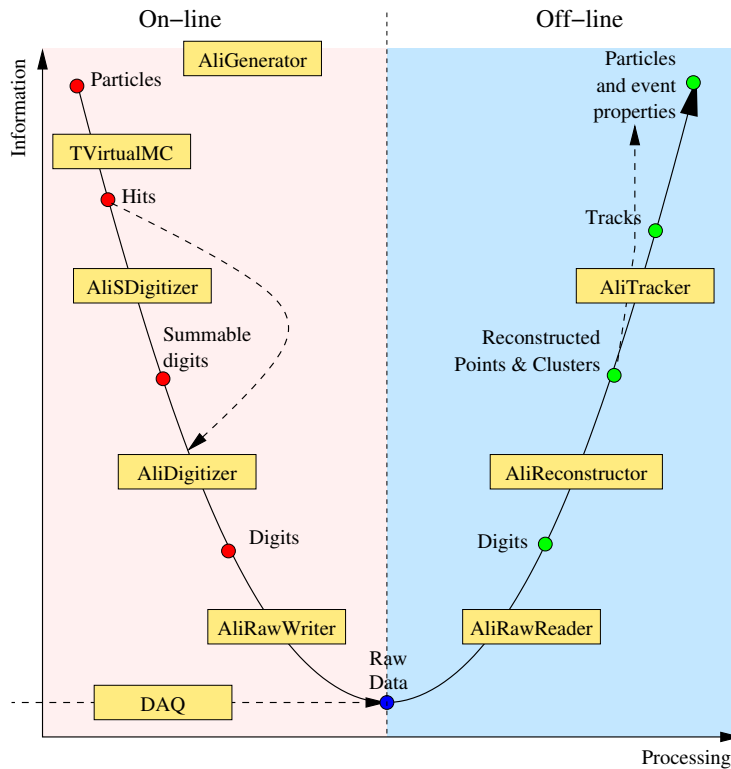 On-line
Off-line
Information
AliGenerator
Particles
Particles
and event
properties
TVirtualMC
Hits
Tracks
AliSDigitizer
AliTracker
Summable
digits
Reconstructed
Points & Clusters
AliDigitizer
AliReconstructor
Digits
Digits
AliRawWriter
AliRawReader
Raw
Data
DAQ
Processing